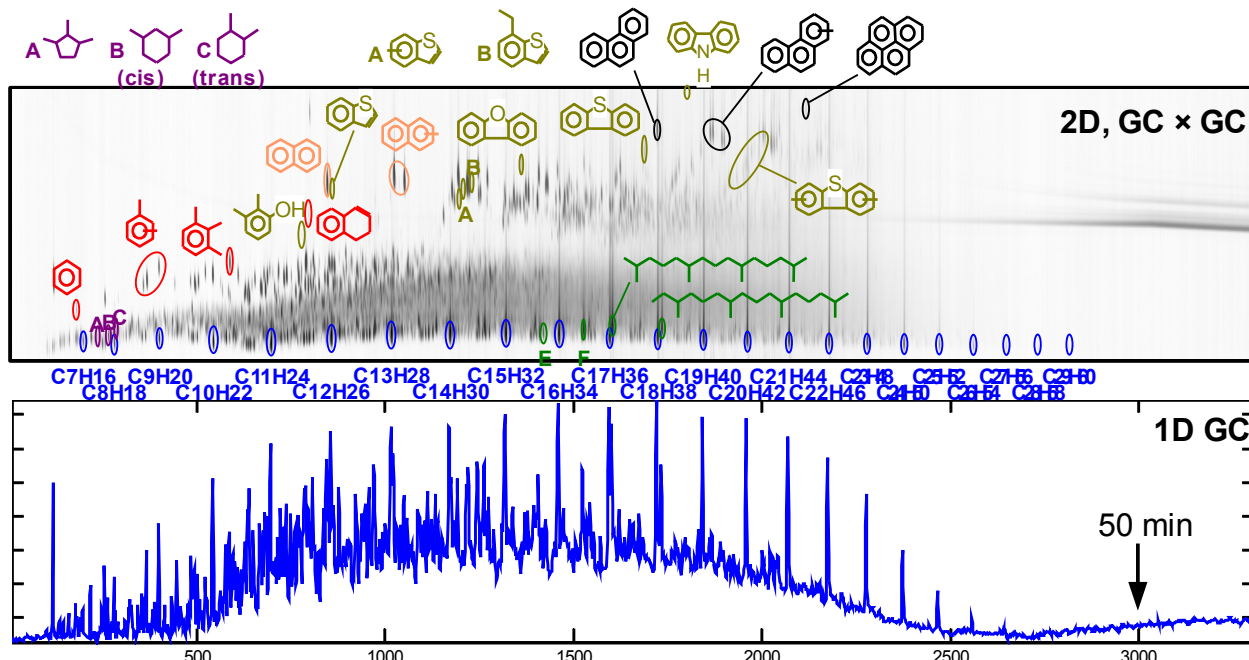 A B C A B
(cis) (trans)
S S N H
2D, GC × GC
S O S
B
A
OH
S
A B C
E F
C7H16 C9H20 C11H24 C13H28 C15H32 C17H36 C19H40 C21H44
C8H18 C10H22 C12H26 C14H30 C16H34 C18H38 C20H42 C22H46
1D GC
50 min
500 1000 1500 2000 2500 3000